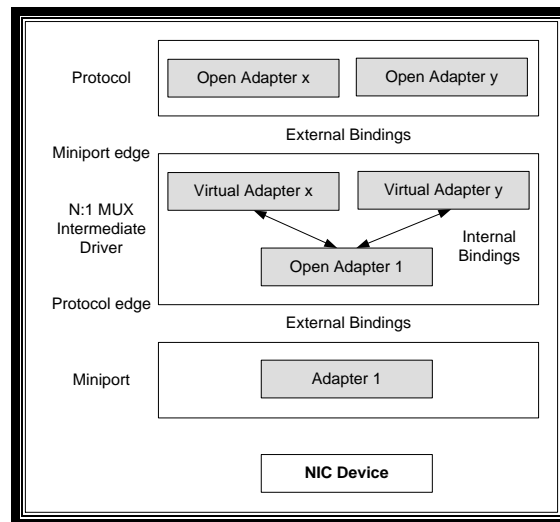 Protocol
Open Adapter x
Open Adapter y
External Bindings
Miniport edge
Virtual Adapter x
Virtual Adapter y
N:1 MUX
Intermediate
Driver
Internal
Bindings
Open Adapter 1
Protocol edge
External Bindings
Miniport
Adapter 1
NIC Device